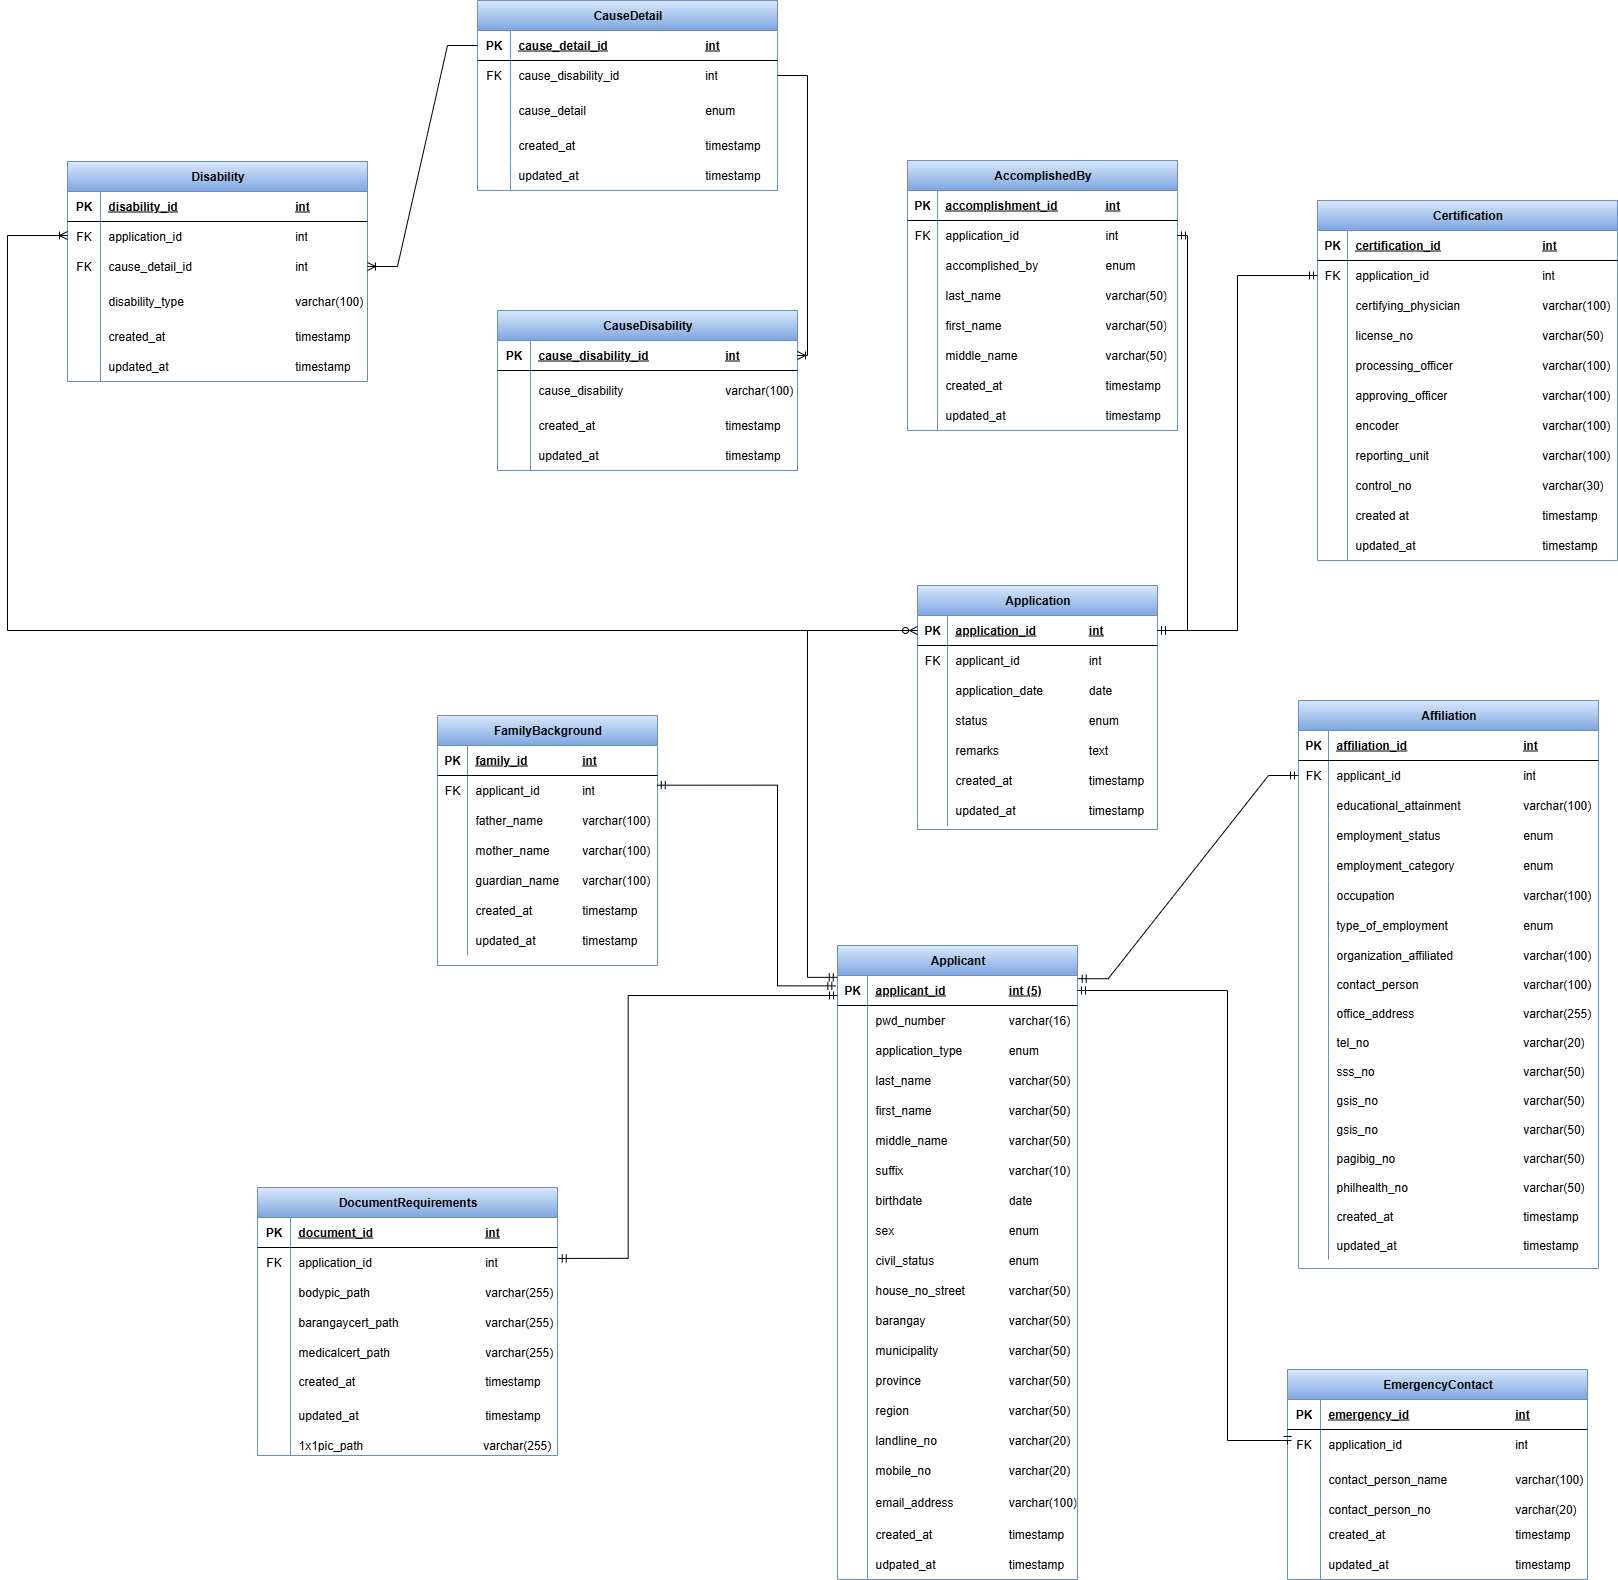 CauseDetail
PK cause_detail_id int
FK cause_disability_id int
cause_detail enum
created_at timestamp
updated_at timestamp
Disability
PK disability_id int
FK application_id int
FK cause_detail_id int
disability_type varchar(100)
created_at timestamp
updated_at timestamp
CauseDisability
PK cause_disability_id int
cause_disability varchar(100)
created_at timestamp
updated_at timestamp
AccomplishedBy
PK accomplishment_id int
FK application_id int
accomplished_by enum
last_name varchar(50)
first_name varchar(50)
middle_name varchar(50)
created_at timestamp
updated_at timestamp
Certification
PK certification_id int
FK application_id int
certifying_physician varchar(100)
license_no varchar(50)
processing_officer varchar(100)
approving_officer varchar(100)
encoder varchar(100)
reporting_unit varchar(100)
control_no varchar(30)
created at timestamp
updated_at timestamp
Application
PK application_id int
FK applicant_id int
application_date date
status enum
remarks text
created_at timestamp
updated_at timestamp
FamilyBackground
PK family_id int
FK applicant_id int
father_name varchar(100)
mother_name varchar(100)
guardian_name varchar(100)
created_at timestamp
updated_at timestamp
Affiliation
PK affiliation_id int
FK applicant_id int
educational_attainment varchar(100)
employment_status enum
employment_category enum
occupation varchar(100)
type_of_employment enum
organization_affiliated varchar(100)
contact_person varchar(100)
office_address varchar(255)
tel_no varchar(20)
sss_no varchar(50)
gsis_no varchar(50)
gsis_no varchar(50)
pagibig_no varchar(50)
philhealth_no varchar(50)
created_at timestamp
updated_at timestamp
Applicant
PK applicant_id int (5)
pwd_number varchar(16)
application_type enum
last_name varchar(50)
first_name varchar(50)
middle_name varchar(50)
suffix varchar(10)
birthdate date
sex enum
civil_status enum
house_no_street varchar(50)
barangay varchar(50)
municipality varchar(50)
province varchar(50)
region varchar(50)
landline_no varchar(20)
mobile_no varchar(20)
email_address varchar(100)
created_at timestamp
udpated_at timestamp
DocumentRequirements
PK document_id int
FK application_id int
bodypic_path varchar(255)
barangaycert_path varchar(255)
medicalcert_path varchar(255)
created_at timestamp
updated_at timestamp
1x1pic_path varchar(255)
EmergencyContact
PK emergency_id int
FK application_id int
contact_person_name varchar(100)
contact_person_no varchar(20)
created_at timestamp
updated_at timestamp